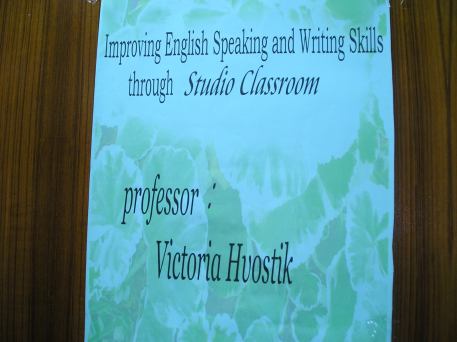 Improving English Speaking and Writing Skills
through Studio Classroom
professor :
Victoria Hvostik